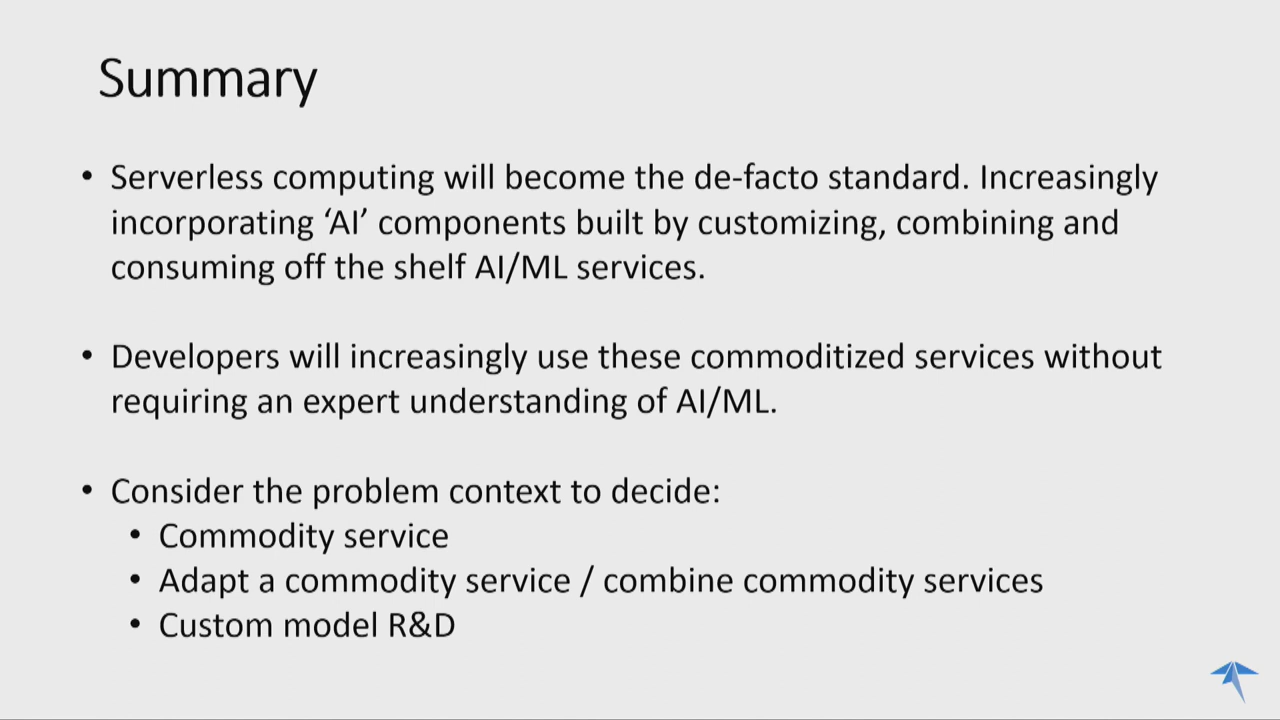 Summary
• Serverless computing will become the de-facto standard. Increasingly
incorporating ‘AI’ components built by customizing, combining and
consuming off the shelf AI/ML services.
• Developers will increasingly use these commoditized services without
requiring an expert understanding of AI/ML.
• Consider the problem context to decide:
• Commodity service
• Adapt a commodity service / combine commodity services
• Custom model R&D